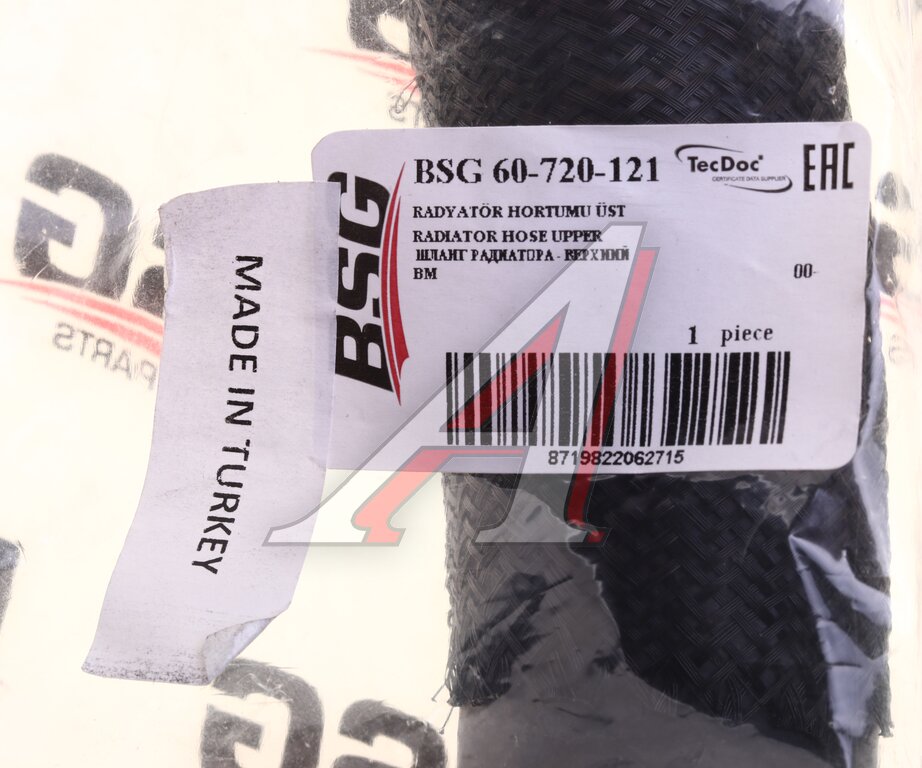 BSG 60-720-121
TecDoc
CERTIFICATE DATA SUPPLIER
EAC
RADYATÖR HORTUMU ÜST
RADIATOR HOSE UPPER
ШЛАНГ РАДИАТОРА - ВЕРХНИЙ
BM
00-
1 piece
8719822062715
BSG
MADE IN TURKEY
PARTS